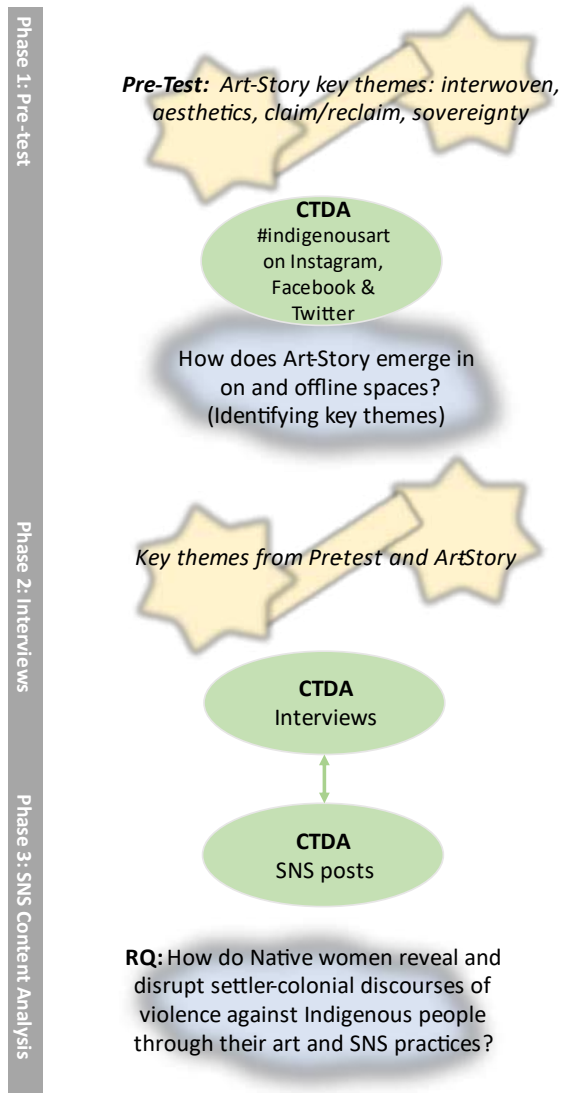 Phase 1: Pre-test
Pre-Test: Art-Story key themes: interwoven,
aesthetics, claim/reclaim, sovereignty
CTDA
#indigenousart
on Instagram,
Facebook &
Twitter
How does Art-Story emerge in
on and offline spaces?
(Identifying key themes)
Phase 2: Interviews
Key themes from Pretest and Art-Story
CTDA
Interviews
Phase 3: SNS Content Analysis
CTDA
SNS posts
RQ: How do Native women reveal and
disrupt settler-colonial discourses of
violence against Indigenous people
through their art and SNS practices?